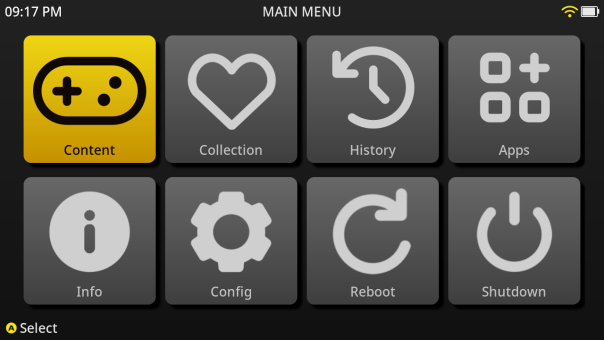 09:17 PM MAIN MENU
Content Collection History Apps
Info Config Reboot Shutdown
A Select